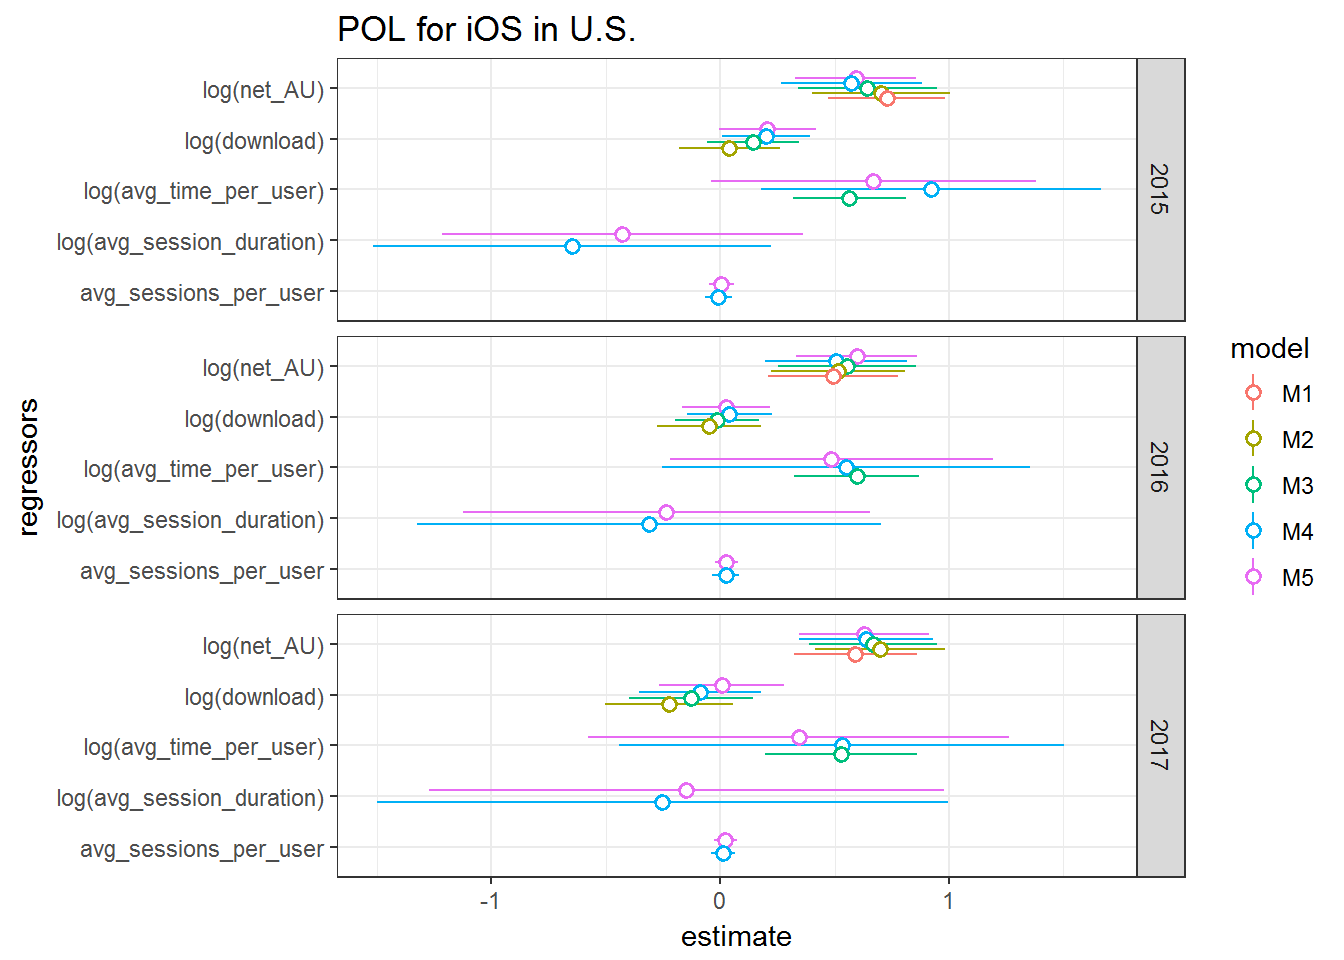 POL for iOS in U.S.
log(net_AU)
log(download)
log(avg_time_per_user)
log(avg_session_duration)
avg_sessions_per_user
2015
log(net_AU)
log(download)
log(avg_time_per_user)
log(avg_session_duration)
avg_sessions_per_user
2016
log(net_AU)
log(download)
log(avg_time_per_user)
log(avg_session_duration)
avg_sessions_per_user
2017
regressors
-1
0
1
estimate
model
M1
M2
M3
M4
M5